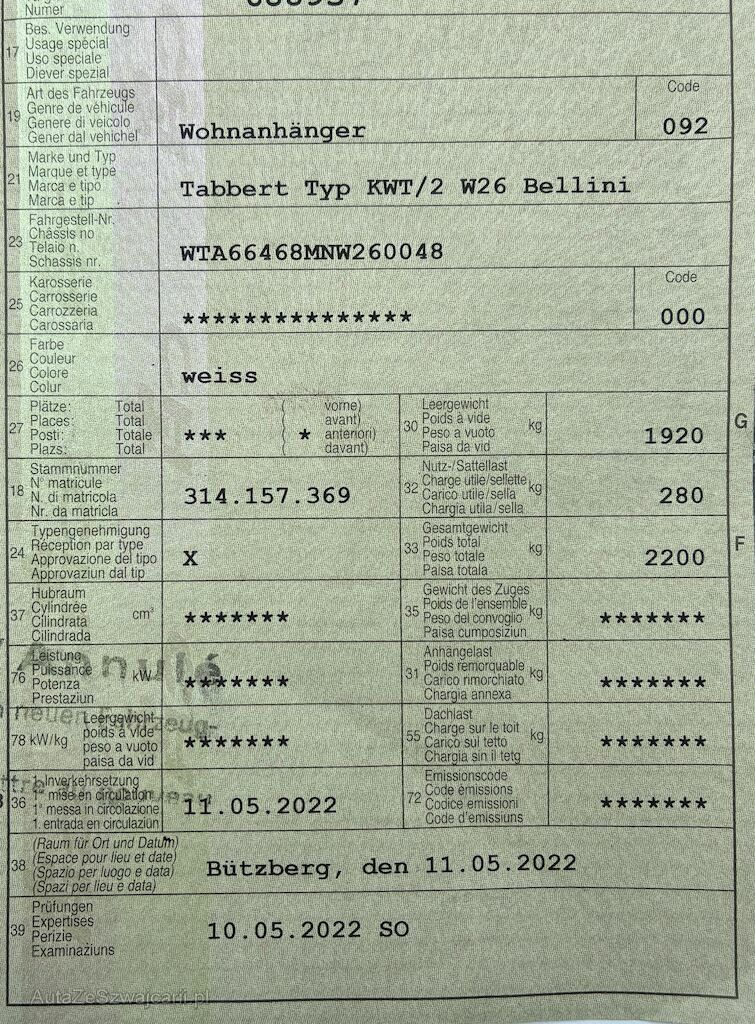 Numer
17 Bes. Verwendung
Usage spécial
Uso speciale
Diever spezial
19 Art des Fahrzeugs
Genre de véhicule
Genere di veicolo
Gener dal vehichel
Wohnanhänger
Code
092
21 Marke und Typ
Marque et type
Marca e tipo
Marca e tip
Tabbert Typ KWT/2 W26 Bellini
23 Fahrgestell-Nr.
Châssis no
Telaio n.
Schassis nr.
WTA66468MNW260048
25 Karosserie
Carrosserie
Carrozzeria
Carossaria
***************
Code
000
26 Farbe
Couleur
Colore
Colur
weiss
27 Plätze: Total
Places: Total
Posti: Totale
Plazs: Total
*** ( * vorne)
avant)
anteriori)
davant)
30 Leergewicht
Poids à vide
Peso a vuoto
Paisa da vid
kg
1920
G
18 Stammnummer
N° matricule
N. di matricola
Nr. da matricla
314.157.369
32 Nutz-/Sattellast
Charge utile/sellette
Carico utile/sella
Chargia utila/sella
kg
280
24 Typengenehmigung
Réception par type
Approvazione del tipo
Approvaziun dal tip
X
33 Gesamtgewicht
Poids total
Peso totale
Paisa totala
kg
2200
F
37 Hubraum
Cylindrée
Cilindrata
Cilindrada
cm³
*******
35 Gewicht des Zuges
Poids de l'ensemble
Peso del convoglio
Paisa cumposiziun
kg
*******
76 Leistung
Puissance
Potenza
Prestaziun
kW
*******
Annulé
31 Anhängelast
Poids remorquable
Carico rimorchiato
Chargia annexa
kg
*******
78 kW/kg
Leergewicht
poids à vide
peso a vuoto
paisa da vid
*******
neuen Fahrzeug-
55 Dachlast
Charge sur le toit
Carico sul tetto
Chargia sin il tetg
kg
*******
36 1. Inverkehrsetzung
1re mise en circulation
1a messa in circolazione
1. entrada en circulaziun
11.05.2022
72 Emissionscode
Code émissions
Codice emissioni
Code d'emissiuns
*******
38 (Raum für Ort und Datum)
(Espace pour lieu et date)
(Spazio per luogo e data)
(Spazi per lieu e data)
Bützberg, den 11.05.2022
39 Prüfungen
Expertises
Perizie
Examinaziuns
10.05.2022 SO
AutaZeSzwajcarii.pl